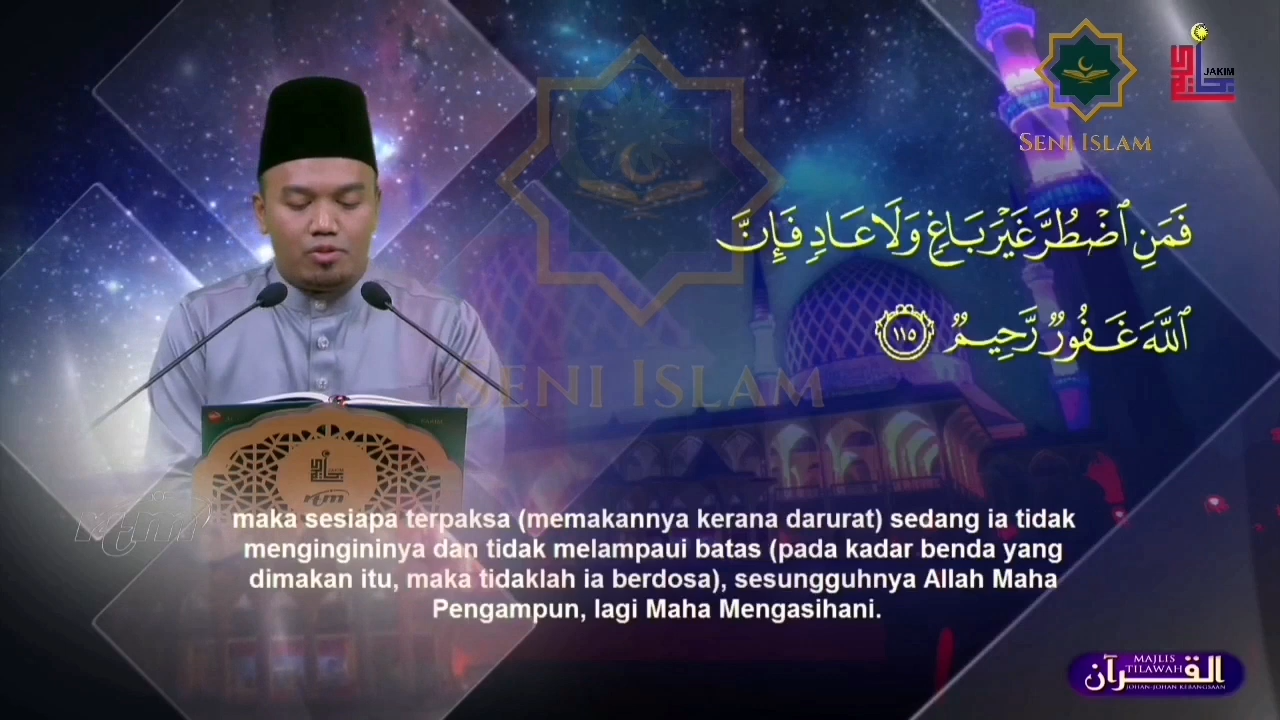 JAKIM
SENI ISLAM
فَمَنِ ٱضْطُرَّ غَيْرَ بَاغٍ وَلَا عَادٍ فَإِنَّ
ٱللَّهَ غَفُورٌ رَّحِيمٌ ١١٥
SENI ISLAM
maka sesiapa terpaksa (memakannya kerana darurat) sedang ia tidak
mengingininya dan tidak melampaui batas (pada kadar benda yang
dimakan itu, maka tidaklah ia berdosa), sesungguhnya Allah Maha
Pengampun, lagi Maha Mengasihani.
MAJLIS
TILAWAH
القرآن
JOHAN-JOHAN KEBANGSAAN